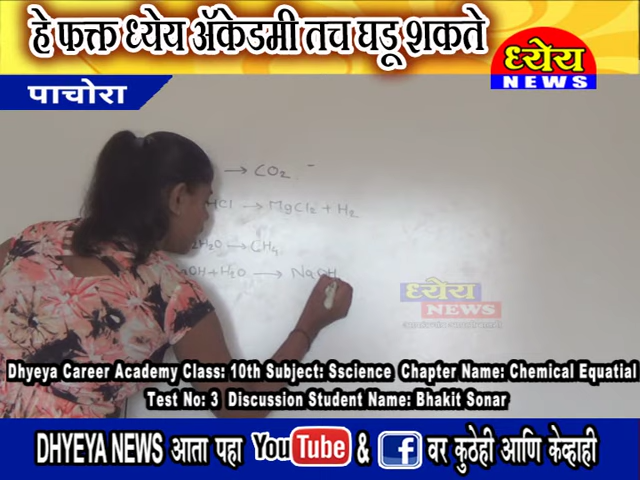 हे फक्त ध्येय ॲकेडमी तच घडू शकते
ध्येय
NEWS
पाचोरा
→ CO2 -
HCl → MgCl2 + H2
H2O → CH4
OH + H2O → NaOH
ध्येय
NEWS
Dhyeya Career Academy Class: 10th Subject: Sscience Chapter Name: Chemical Equatial
Test No: 3 Discussion Student Name: Bhakit Sonar
DHYEYA NEWS आता पहा YouTube & f वर कुठेही आणि केव्हाही